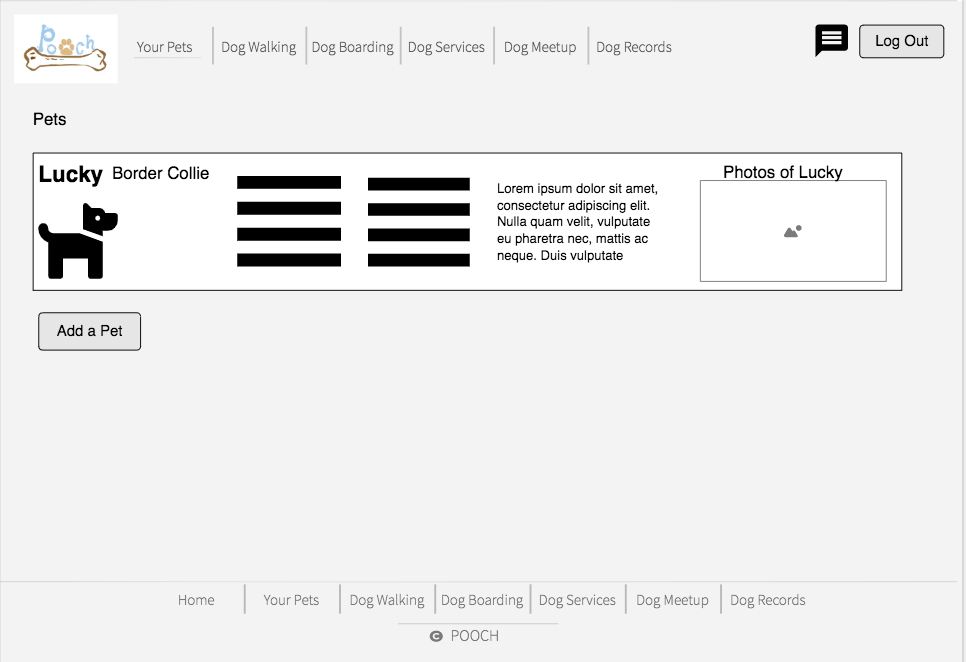 Pooch
Your Pets
Dog Walking
Dog Boarding
Dog Services
Dog Meetup
Dog Records
Log Out
Pets
Lucky Border Collie
Photos of Lucky
Lorem ipsum dolor sit amet,
consectetur adipiscing elit.
Nulla quam velit, vulputate
eu pharetra nec, mattis ac
neque. Duis vulputate
Add a Pet
Home
Your Pets
Dog Walking
Dog Boarding
Dog Services
Dog Meetup
Dog Records
© POOCH